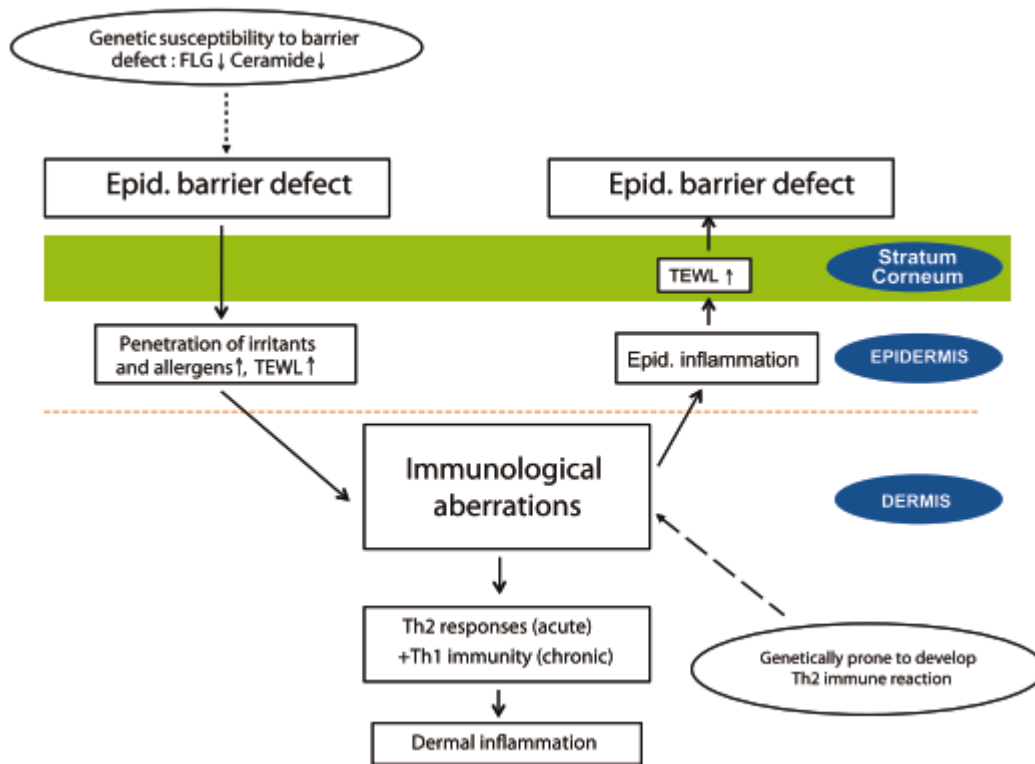 Genetic susceptibility to barrier
defect : FLG ↓ Ceramide ↓
Epid. barrier defect
Epid. barrier defect
Stratum
Corneum
TEWL ↑
Penetration of irritants
and allergens↑, TEWL ↑
Epid. inflammation
EPIDERMIS
Immunological
aberrations
DERMIS
Th2 responses (acute)
+Th1 immunity (chronic)
Genetically prone to develop
Th2 immune reaction
Dermal inflammation